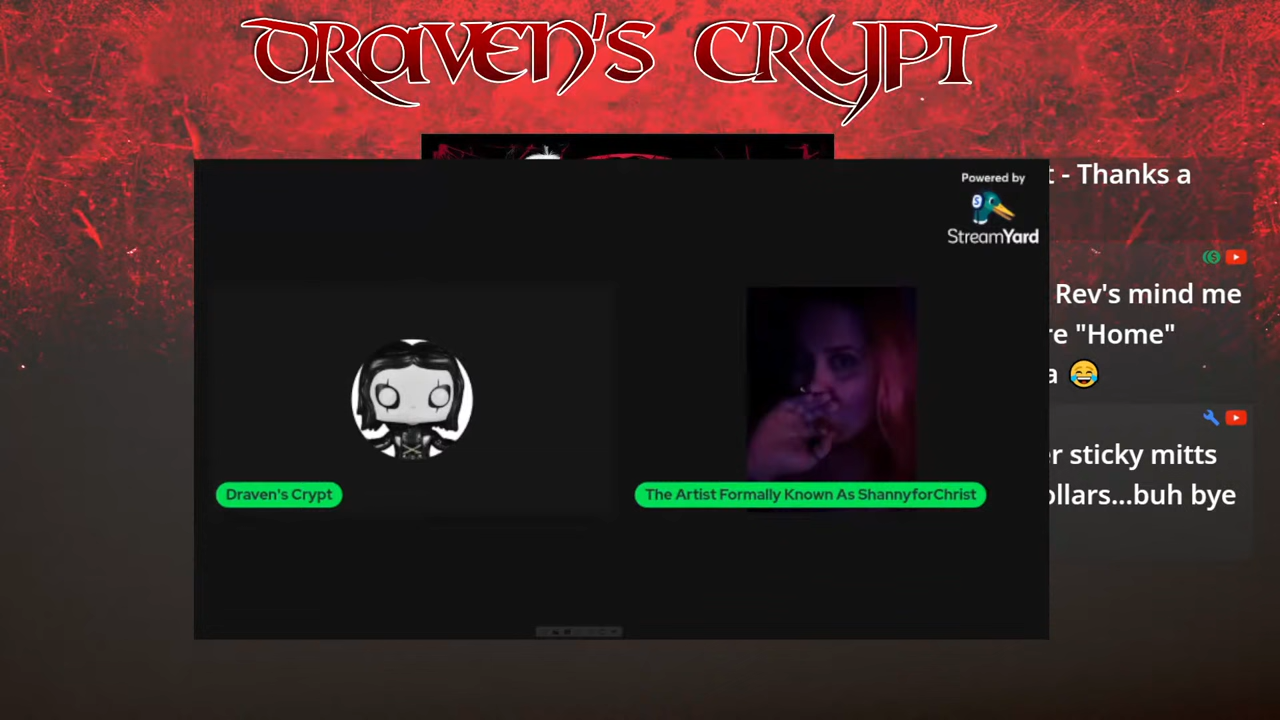 DRAVEN'S CRYPT
Powered by
StreamYard
t - Thanks a
Rev's mind me
re "Home"
a 😂
er sticky mitts
ollars...buh bye
Draven's Crypt
The Artist Formally Known As ShannyforChrist